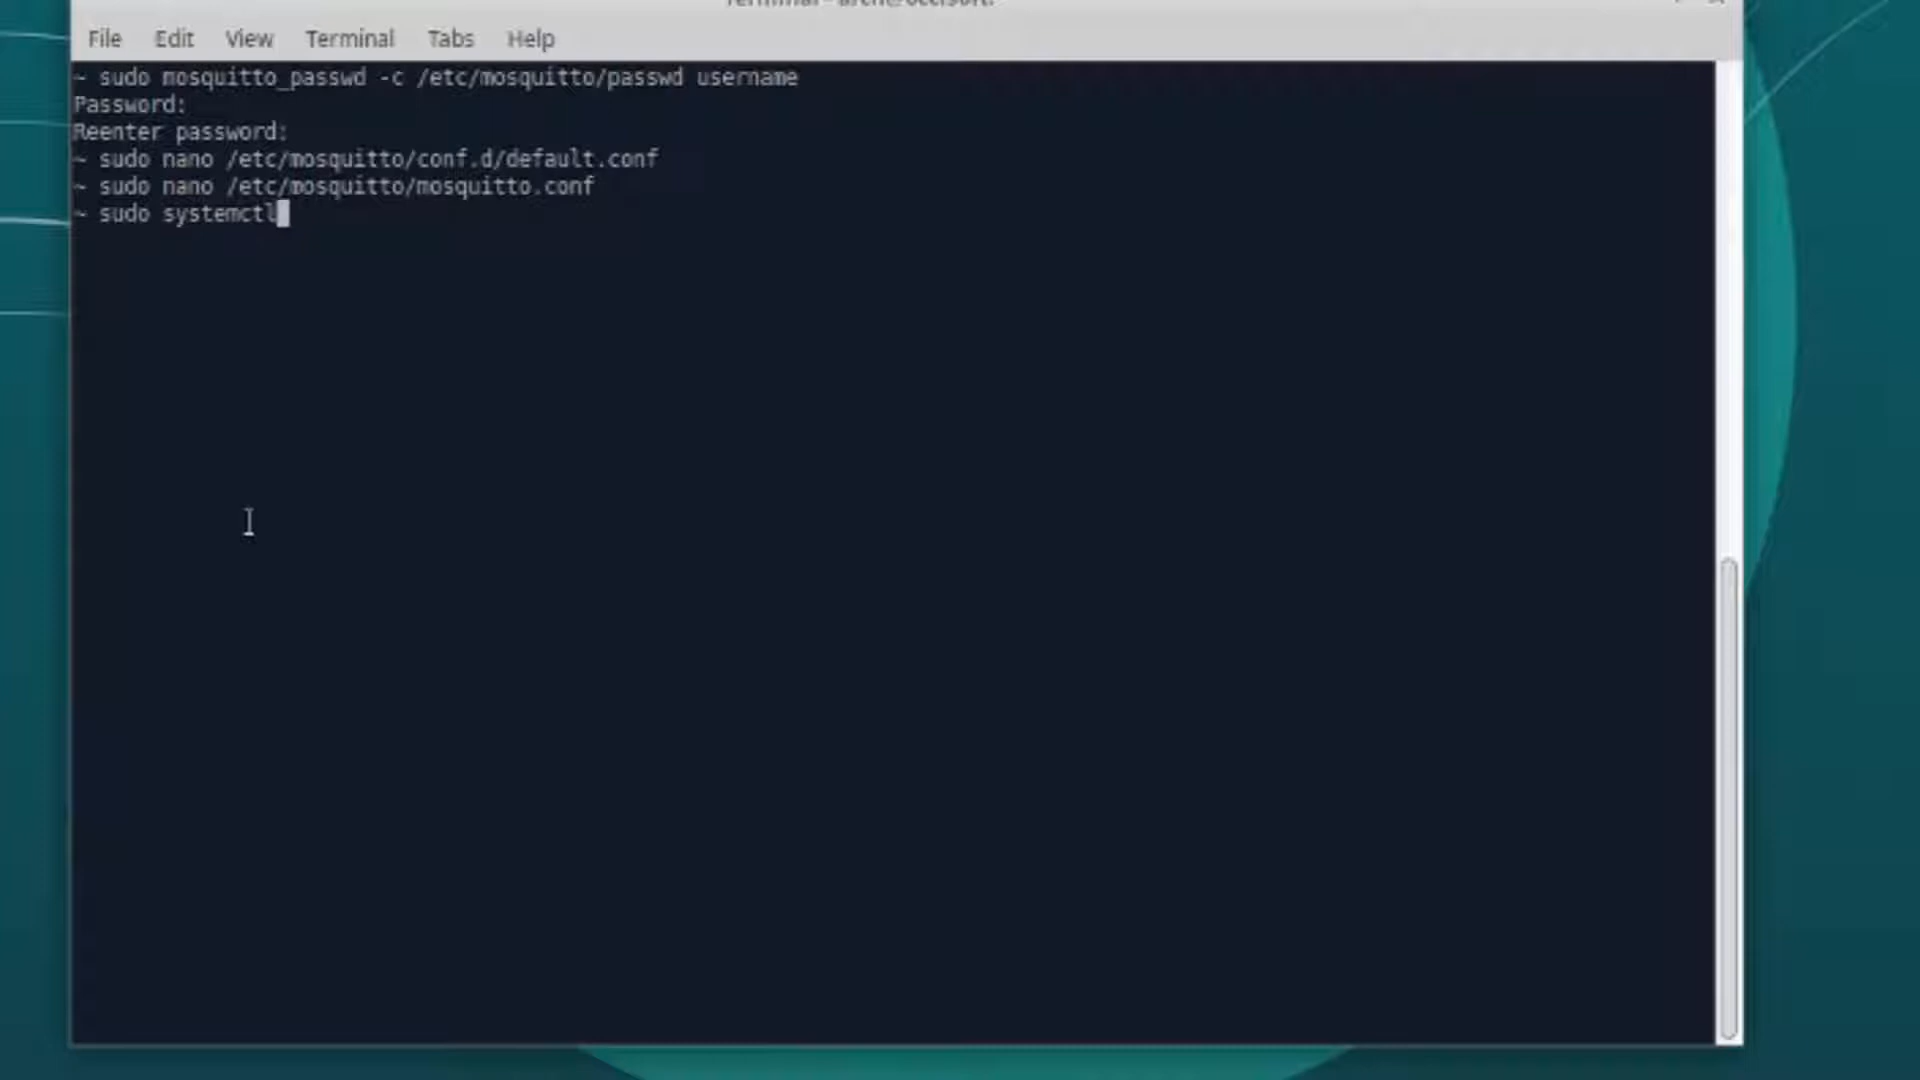 File Edit View Terminal Tabs Help
~ sudo mosquitto_passwd -c /etc/mosquitto/passwd username
Password:
Reenter password:
~ sudo nano /etc/mosquitto/conf.d/default.conf
~ sudo nano /etc/mosquitto/mosquitto.conf
~ sudo systemctl